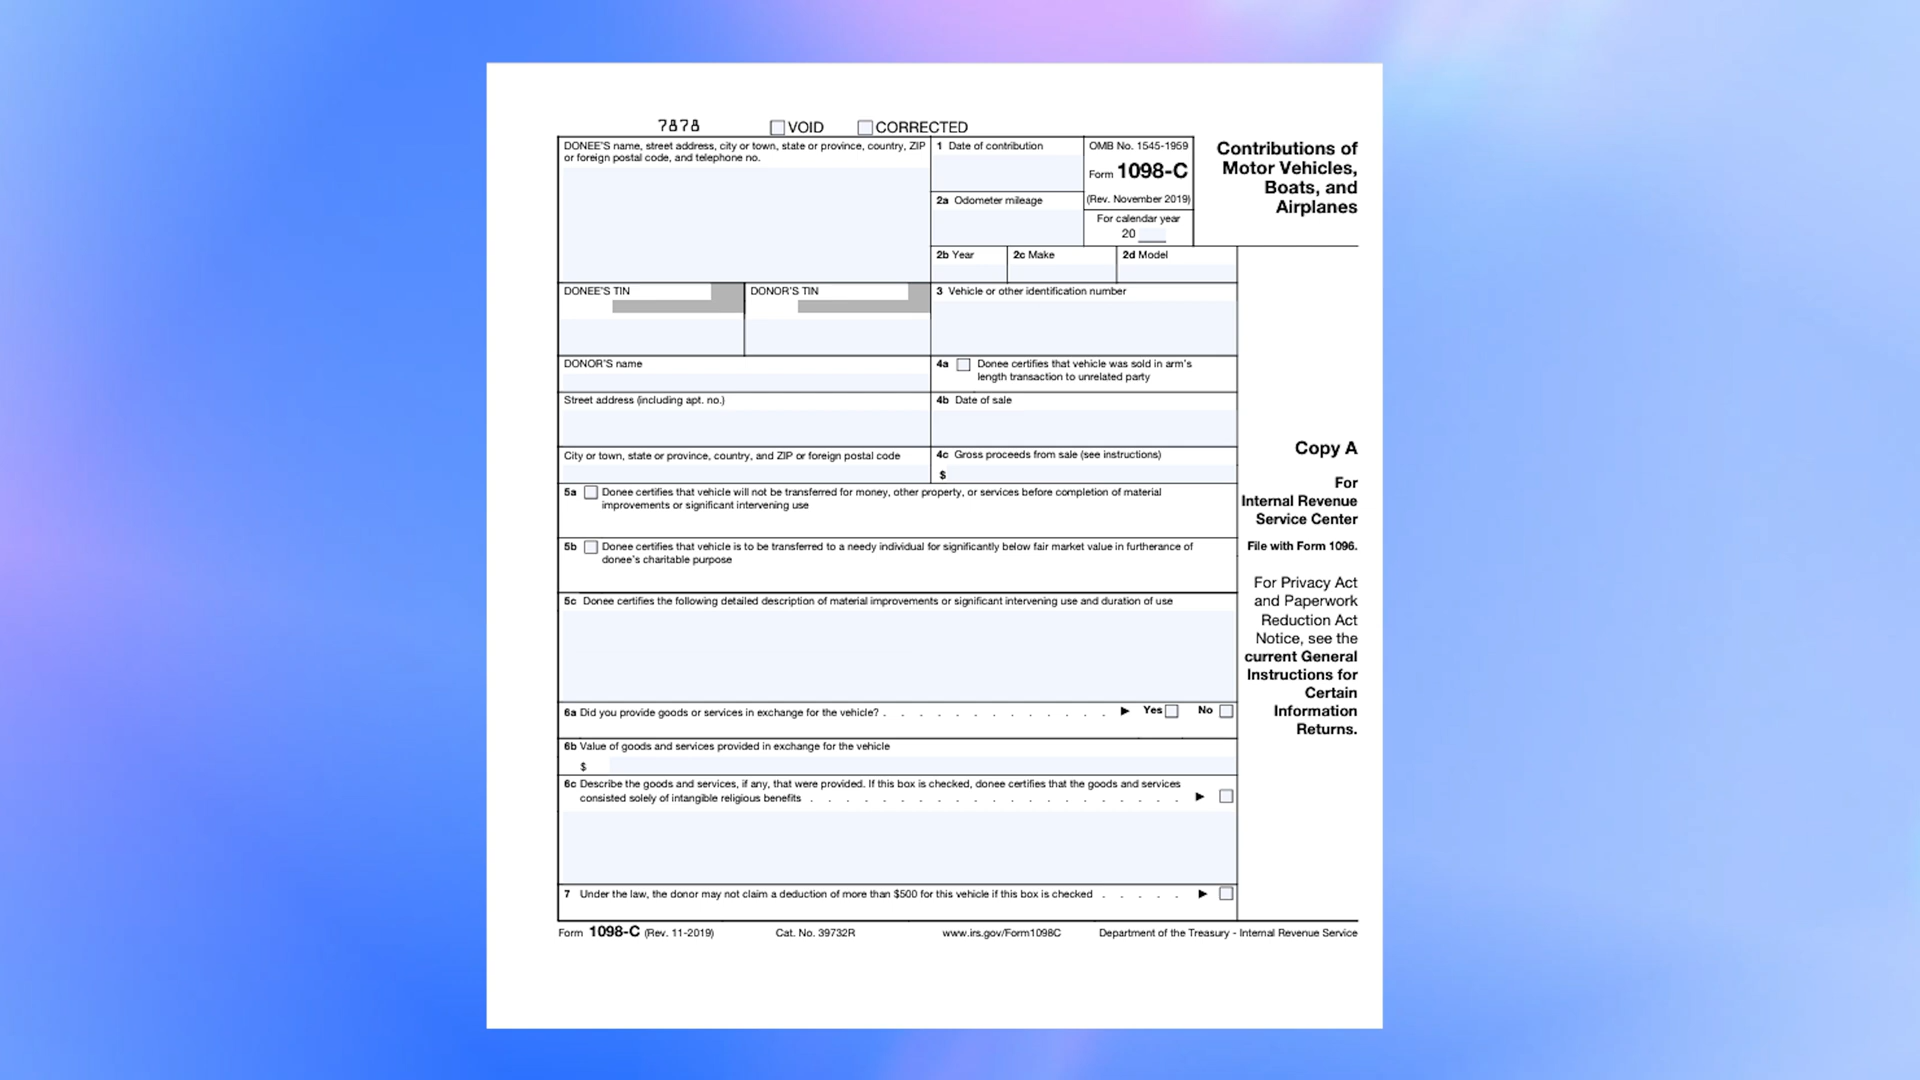 7878 VOID CORRECTED
DONEE'S name, street address, city or town, state or province, country, ZIP
or foreign postal code, and telephone no.
1 Date of contribution
2a Odometer mileage
OMB No. 1545-1959
Form 1098-C
(Rev. November 2019)
For calendar year
20
Contributions of
Motor Vehicles,
Boats, and
Airplanes
2b Year
2c Make
2d Model
DONEE'S TIN
DONOR'S TIN
3 Vehicle or other identification number
DONOR'S name
4a Donee certifies that vehicle was sold in arm's
length transaction to unrelated party
Street address (including apt. no.)
4b Date of sale
City or town, state or province, country, and ZIP or foreign postal code
4c Gross proceeds from sale (see instructions)
$
5a Donee certifies that vehicle will not be transferred for money, other property, or services before completion of material
improvements or significant intervening use
5b Donee certifies that vehicle is to be transferred to a needy individual for significantly below fair market value in furtherance of
donee's charitable purpose
5c Donee certifies the following detailed description of material improvements or significant intervening use and duration of use
6a Did you provide goods or services in exchange for the vehicle? . . . . . . . . . . . . . ▶ Yes No
6b Value of goods and services provided in exchange for the vehicle
$
6c Describe the goods and services, if any, that were provided. If this box is checked, donee certifies that the goods and services
consisted solely of intangible religious benefits . . . . . . . . . . . . . . . . . . . . . ▶
7 Under the law, the donor may not claim a deduction of more than $500 for this vehicle if this box is checked . . . . . ▶
Copy A
For
Internal Revenue
Service Center
File with Form 1096.
For Privacy Act
and Paperwork
Reduction Act
Notice, see the
current General
Instructions for
Certain
Information
Returns.
Form 1098-C (Rev. 11-2019) Cat. No. 39732R www.irs.gov/Form1098C Department of the Treasury - Internal Revenue Service